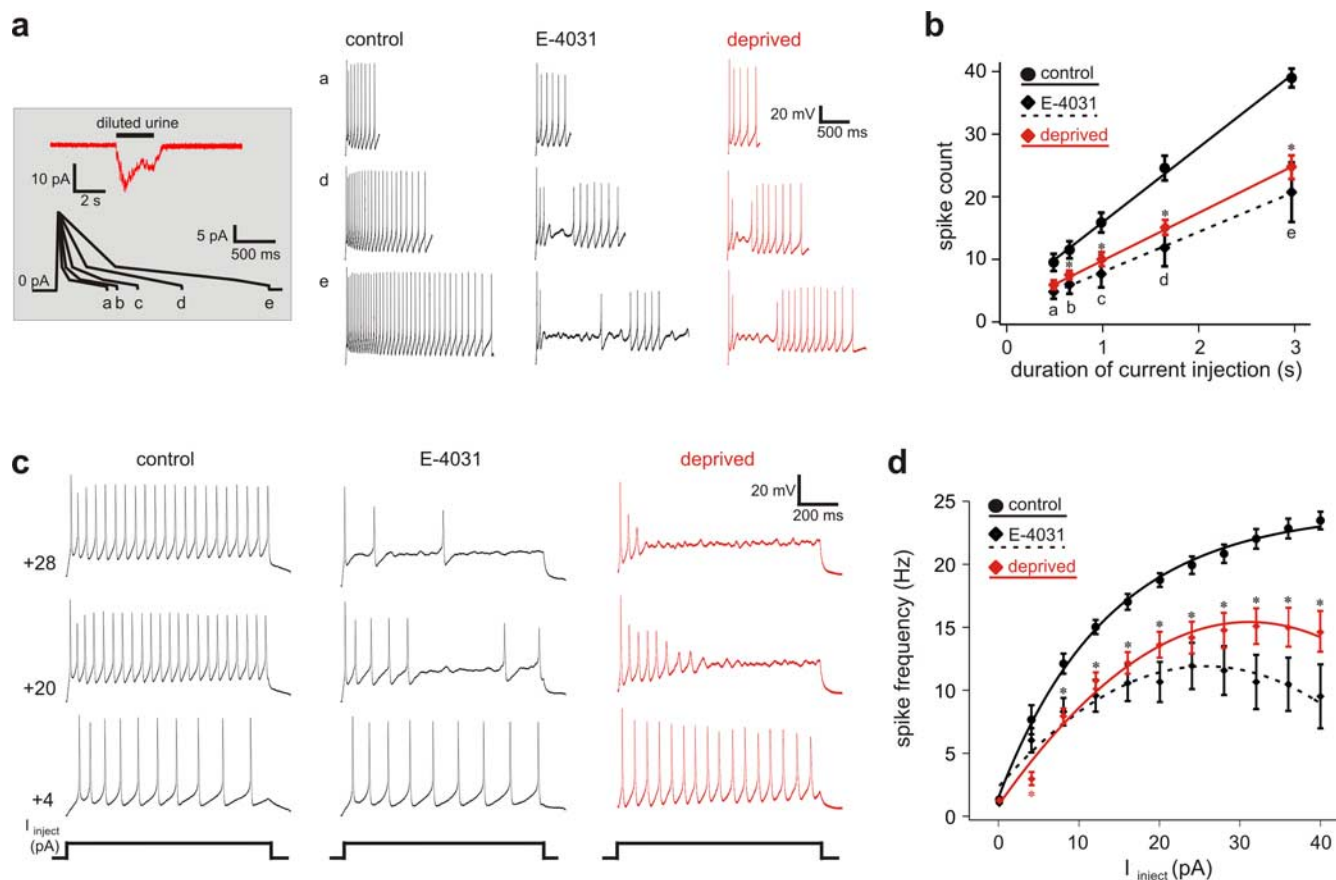 a
control
E-4031
deprived
a
20 mV
500 ms
diluted urine
10 pA
2 s
5 pA
500 ms
0 pA
a b c d e
d
e
b
control
E-4031
deprived
spike count
40
30
20
10
0
*
*
*
*
a
b
c
d
e
0 1 2 3
duration of current injection (s)
c
control
E-4031
deprived
20 mV
200 ms
+28
+20
+4
I inject
(pA)
d
control
E-4031
deprived
spike frequency (Hz)
25
20
15
10
5
0
* * * * * * * * *
*
0 10 20 30 40
I inject (pA)